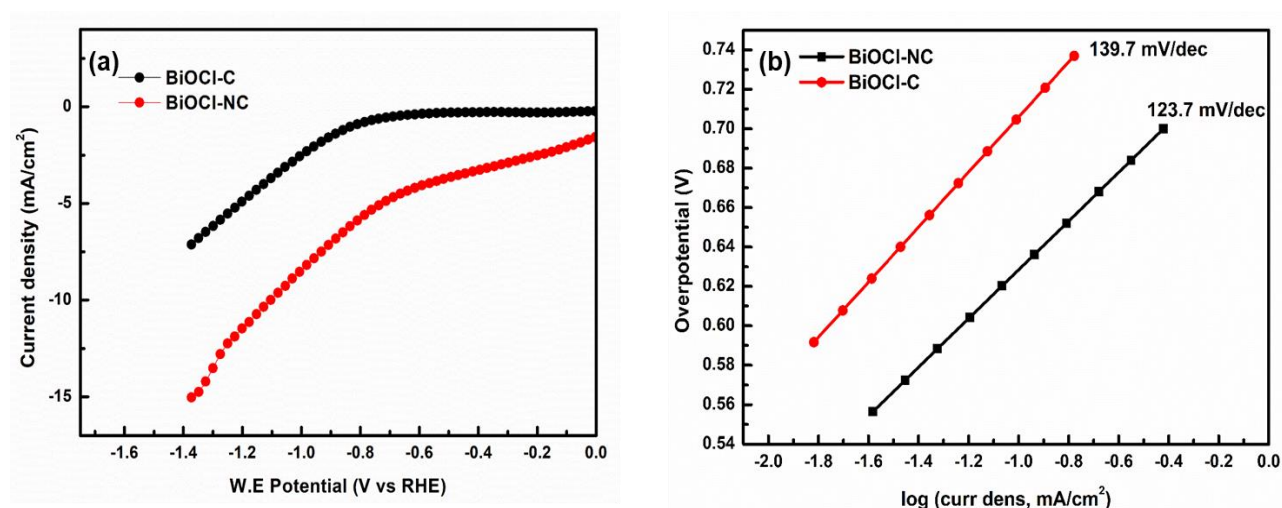 (a)
BiOCl-C
BiOCl-NC
0
-5
-10
-15
Current density (mA/cm²)
-1.6 -1.4 -1.2 -1.0 -0.8 -0.6 -0.4 -0.2 0.0
W.E Potential (V vs RHE)
(b)
BiOCl-NC
BiOCl-C
139.7 mV/dec
123.7 mV/dec
0.74
0.72
0.70
0.68
0.66
0.64
0.62
0.60
0.58
0.56
0.54
Overpotential (V)
-2.0 -1.8 -1.6 -1.4 -1.2 -1.0 -0.8 -0.6 -0.4 -0.2 0.0
log (curr dens, mA/cm²)